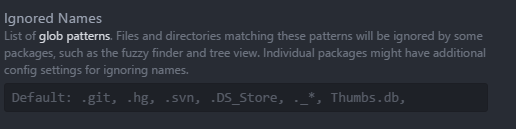 Ignored Names
List of glob patterns. Files and directories matching these patterns will be ignored by some
packages, such as the fuzzy finder and tree view. Individual packages might have additional
config settings for ignoring names.
Default: .git, .hg, .svn, .DS_Store, ._*, Thumbs.db,